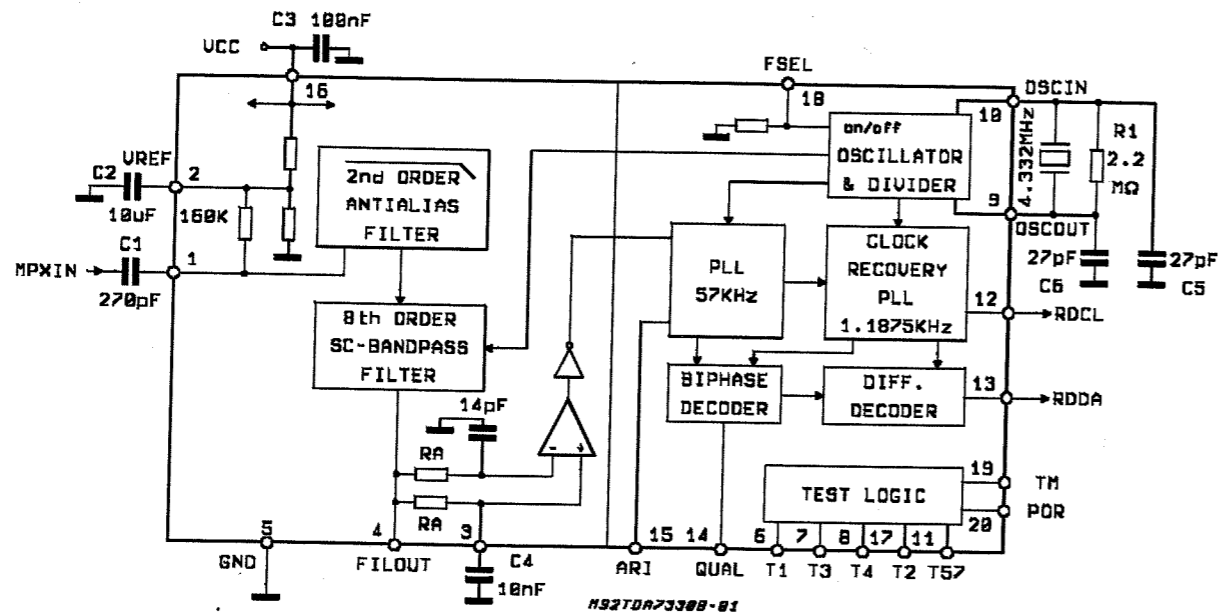 C3 100nF
VCC
FSEL
16
18
OSCIN
10
on/off
OSCILLATOR
& DIVIDER
4.332MHz
R1
2.2
MΩ
VREF
2
C2
10uF
160K
2nd ORDER
ANTIALIAS
FILTER
9
OSCOUT
C1
MPXIN
1
270pF
PLL
57KHz
CLOCK
RECOVERY
PLL
1.1875KHz
27pF
C6
27pF
C5
12
RDCL
8th ORDER
SC-BANDPASS
FILTER
BIPHASE
DECODER
DIFF.
DECODER
13
RDDA
14pF
-
+
RA
RA
TEST LOGIC
19
TM
20
POR
5
4
3
15
14
6
7
8
17
11
GND
FILOUT
C4
10nF
ARI
QUAL
T1
T3
T4
T2
T57
M92TDA7330B-01